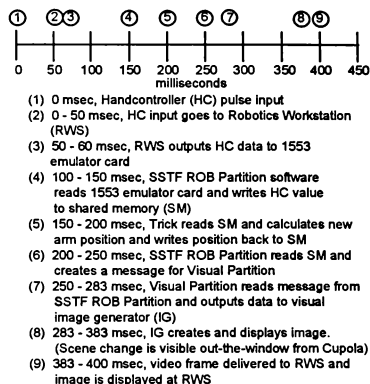 ① ② ③ ④ ⑤ ⑥ ⑦ ⑧ ⑨
0 50 100 150 200 250 300 350 400 450
milliseconds
(1) 0 msec, Handcontroller (HC) pulse input
(2) 0 - 50 msec, HC input goes to Robotics Workstation
(RWS)
(3) 50 - 60 msec, RWS outputs HC data to 1553
emulator card
(4) 100 - 150 msec, SSTF ROB Partition software
reads 1553 emulator card and writes HC value
to shared memory (SM)
(5) 150 - 200 msec, Trick reads SM and calculates new
arm position and writes position back to SM
(6) 200 - 250 msec, SSTF ROB Partition reads SM and
creates a message for Visual Partition
(7) 250 - 283 msec, Visual Partition reads message from
SSTF ROB Partition and outputs data to visual
image generator (IG)
(8) 283 - 383 msec, IG creates and displays image.
(Scene change is visible out-the-window from Cupola)
(9) 383 - 400 msec, video frame delivered to RWS and
image is displayed at RWS